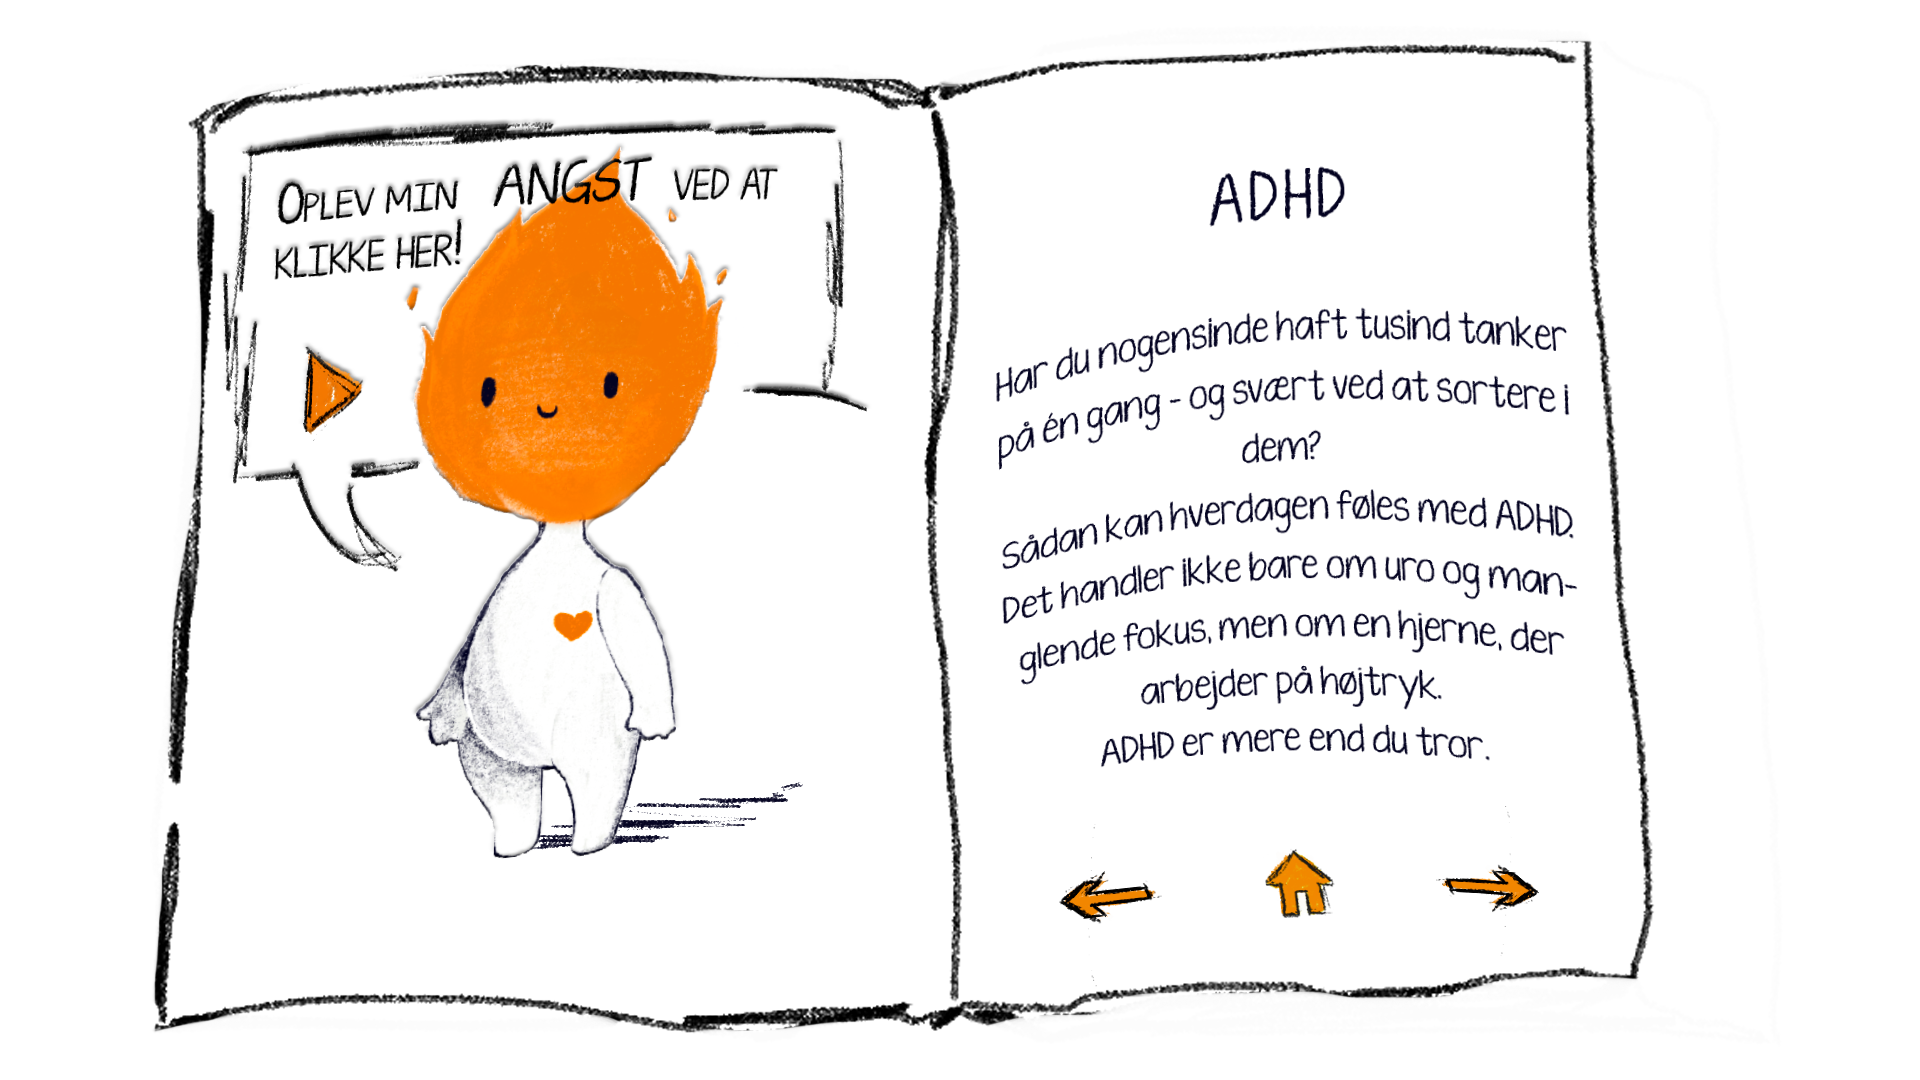 OPLEV MIN ANGST VED AT
KLIKKE HER!
ADHD
Har du nogensinde haft tusind tanker
på én gang - og svært ved at sortere i
dem?
Sådan kan hverdagen føles med ADHD.
Det handler ikke bare om uro og man-
glende fokus, men om en hjerne, der
arbejder på højtryk.
ADHD er mere end du tror.